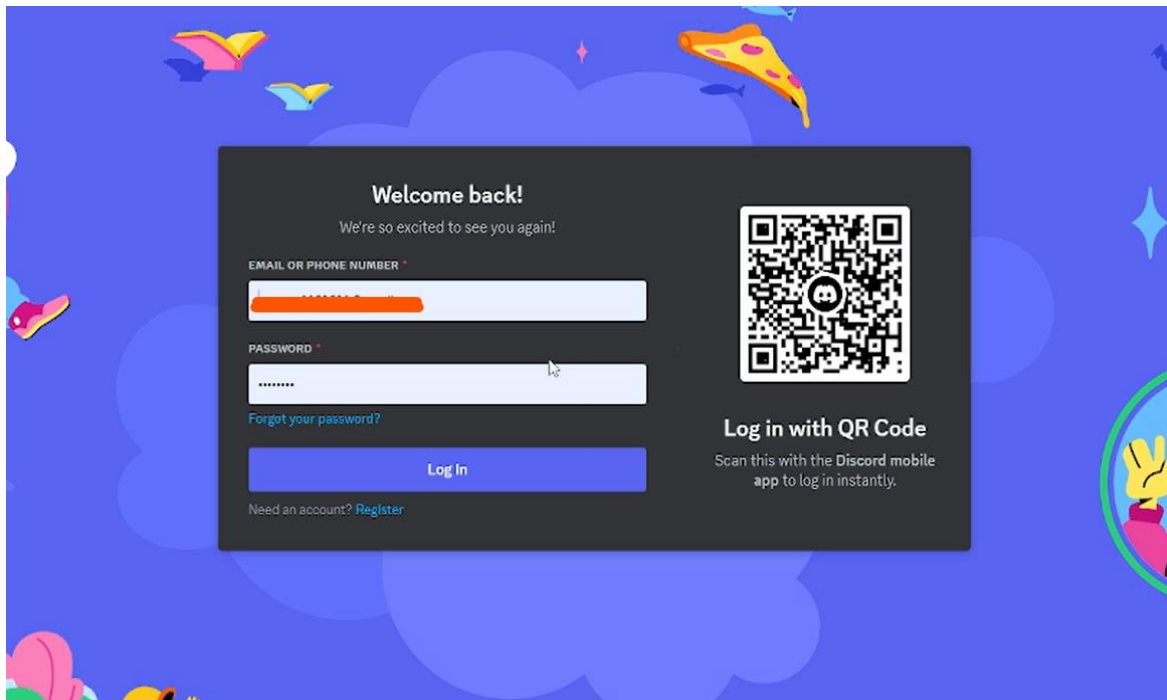 Welcome back!
We're so excited to see you again!
EMAIL OR PHONE NUMBER *
PASSWORD *
••••••••
Forgot your password?
Log In
Need an account? Register
Log in with QR Code
Scan this with the Discord mobile
app to log in instantly.